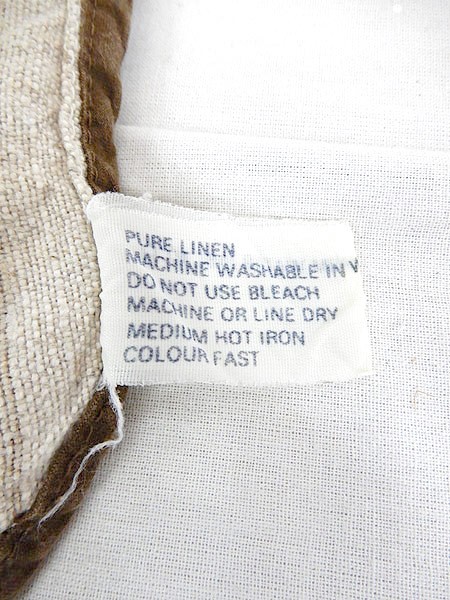 PURE LINEN
MACHINE WASHABLE IN W
DO NOT USE BLEACH
MACHINE OR LINE DRY
MEDIUM HOT IRON
COLOUR FAST